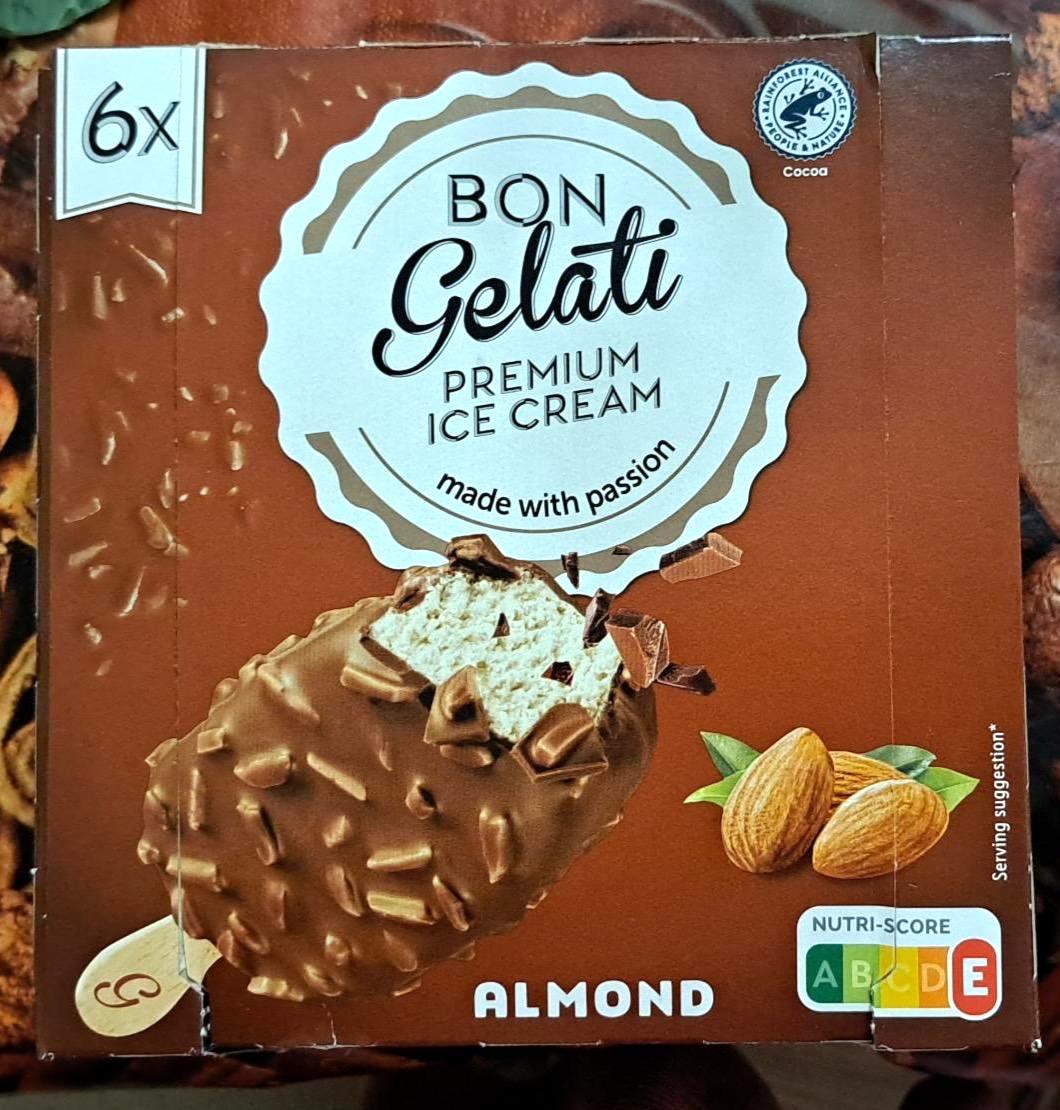 6x
RAINFOREST ALLIANCE
PEOPLE & NATURE
Cocoa
BON
Gelati
PREMIUM
ICE CREAM
made with passion
Serving suggestion*
NUTRI-SCORE
A B C D E
G
ALMOND